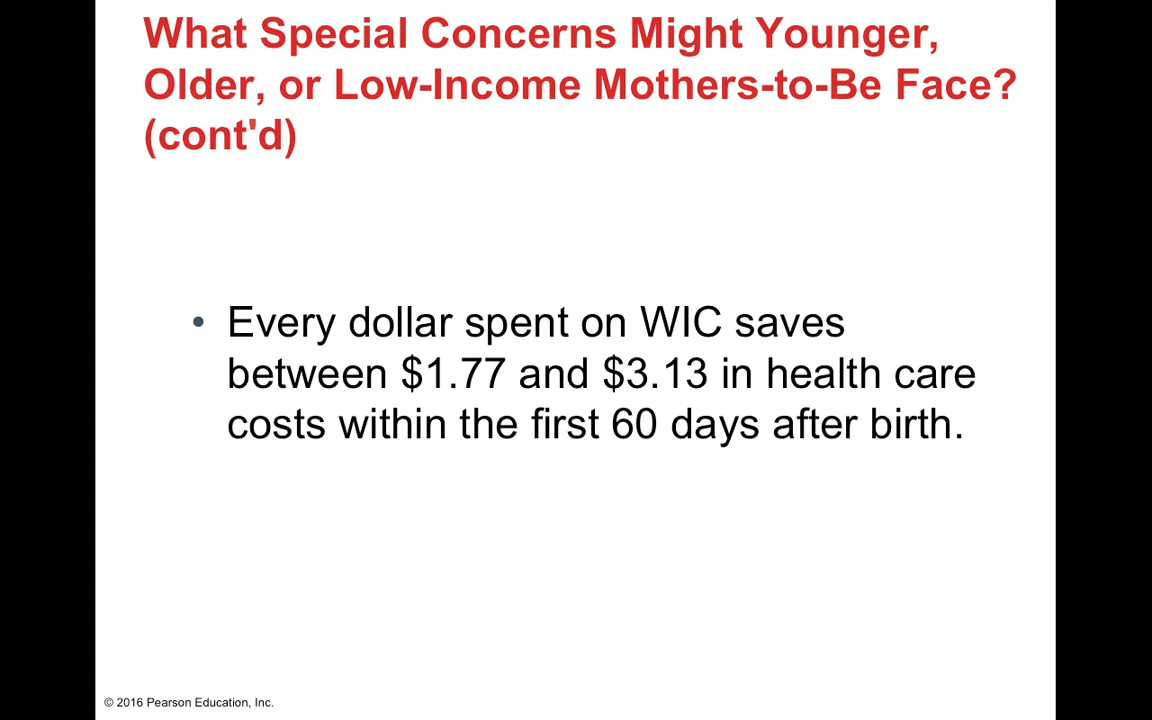 What Special Concerns Might Younger,
Older, or Low-Income Mothers-to-Be Face?
(cont'd)
• Every dollar spent on WIC saves
between $1.77 and $3.13 in health care
costs within the first 60 days after birth.
© 2016 Pearson Education, Inc.